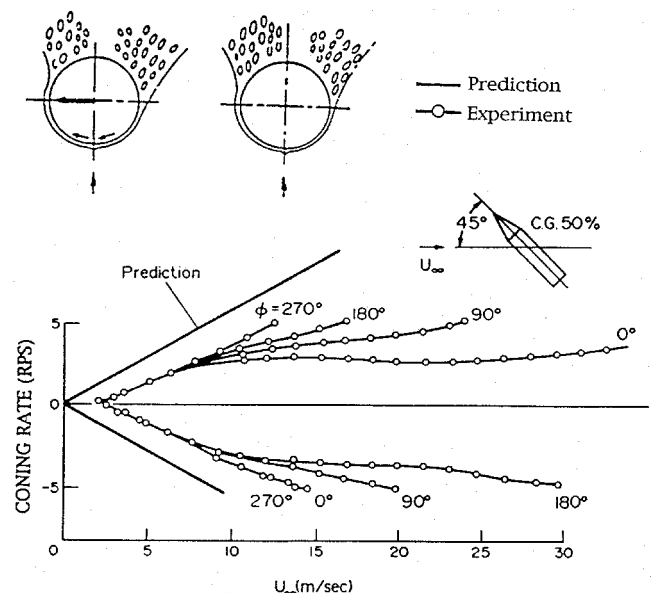 Prediction
Experiment
45°
C.G. 50%
U∞
Prediction
ϕ = 270°
180°
90°
0°
5
0
-5
CONING RATE (RPS)
270°
0°
90°
180°
0
5
10
15
20
25
30
U∞(m/sec)